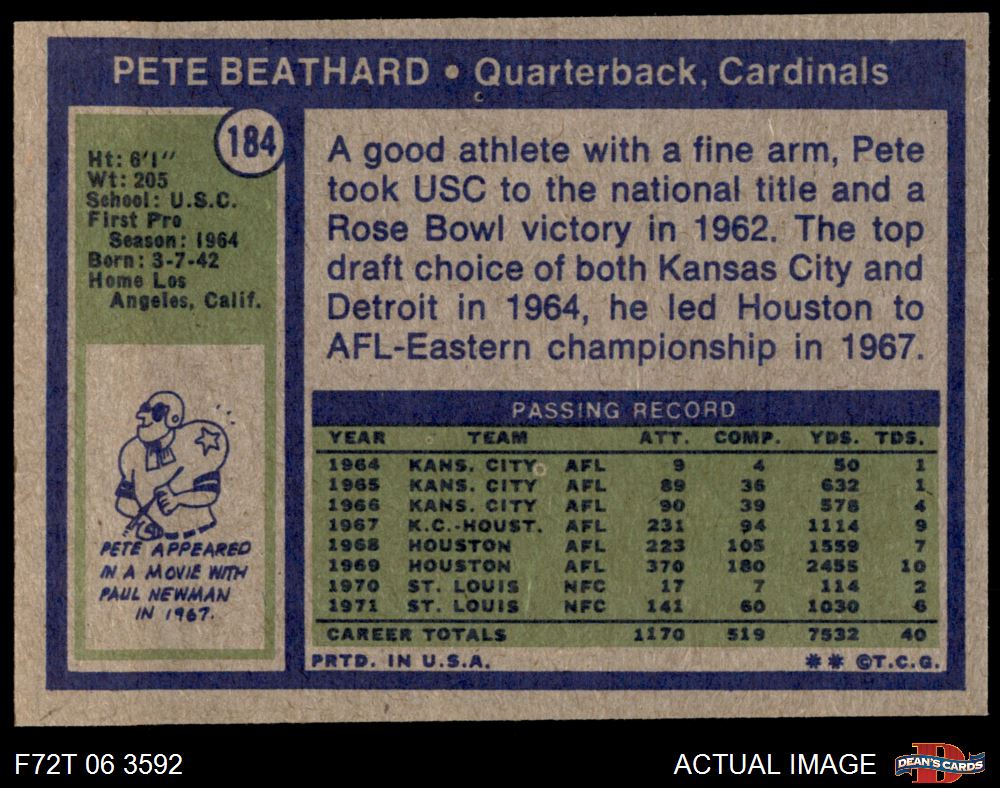 PETE BEATHARD • Quarterback, Cardinals
184
Ht: 6'1"
Wt: 205
School: U.S.C.
First Pro
Season: 1964
Born: 3-7-42
Home Los
Angeles, Calif.
PETE APPEARED
IN A MOVIE WITH
PAUL NEWMAN
IN 1967.
A good athlete with a fine arm, Pete
took USC to the national title and a
Rose Bowl victory in 1962. The top
draft choice of both Kansas City and
Detroit in 1964, he led Houston to
AFL-Eastern championship in 1967.
PASSING RECORD
YEAR TEAM ATT. COMP. YDS. TDS.
1964 KANS. CITY AFL 9 4 50 1
1965 KANS. CITY AFL 89 36 632 1
1966 KANS. CITY AFL 90 39 578 4
1967 K.C.-HOUST. AFL 231 94 1114 9
1968 HOUSTON AFL 223 105 1559 7
1969 HOUSTON AFL 370 180 2455 10
1970 ST. LOUIS NFC 17 7 114 2
1971 ST. LOUIS NFC 141 60 1030 6
CAREER TOTALS 1170 519 7532 40
PRTD. IN U.S.A. ** ©T.C.G.
F72T 06 3592 ACTUAL IMAGE
DEAN'S CARDS